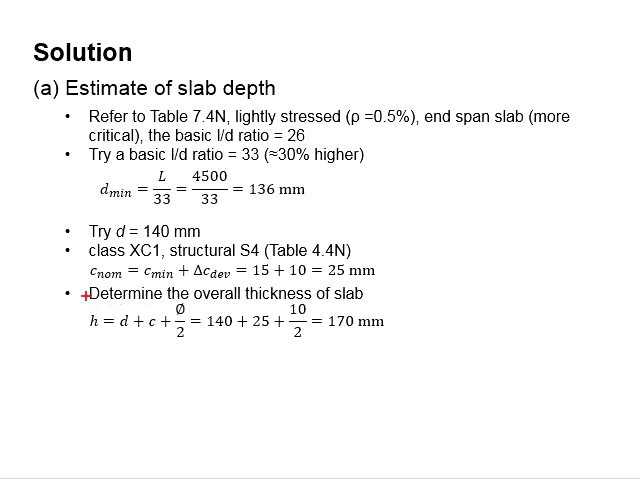 Solution
(a) Estimate of slab depth
• Refer to Table 7.4N, lightly stressed (ρ =0.5%), end span slab (more
critical), the basic l/d ratio = 26
• Try a basic l/d ratio = 33 (≈30% higher)
d_min = L/33 = 4500/33 = 136 mm
• Try d = 140 mm
• class XC1, structural S4 (Table 4.4N)
c_nom = c_min + Δc_dev = 15 + 10 = 25 mm
• Determine the overall thickness of slab
h = d + c + Ø/2 = 140 + 25 + 10/2 = 170 mm